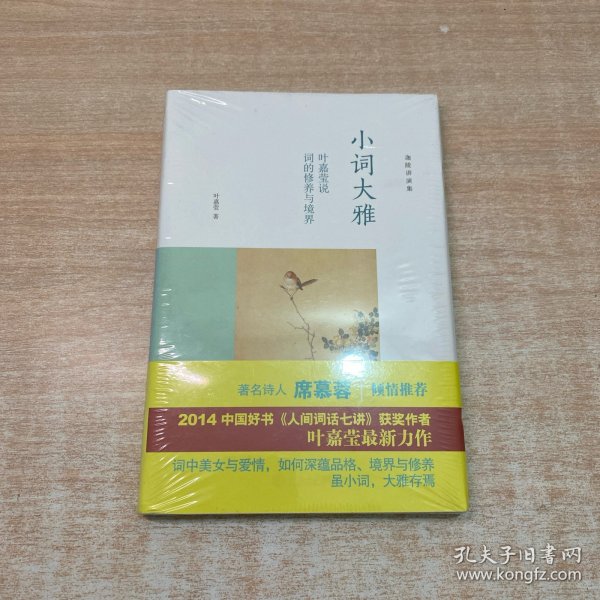 迦陵讲演集
小词大雅
叶嘉莹说
词的修养与境界
叶嘉莹 著
著名诗人 席慕蓉 倾情推荐
2014 中国好书《人间词话七讲》获奖作者
叶嘉莹最新力作
词中美女与爱情，如何深蕴品格、境界与修养
虽小词，大雅存焉
孔夫子旧书网
www.kongfz.com